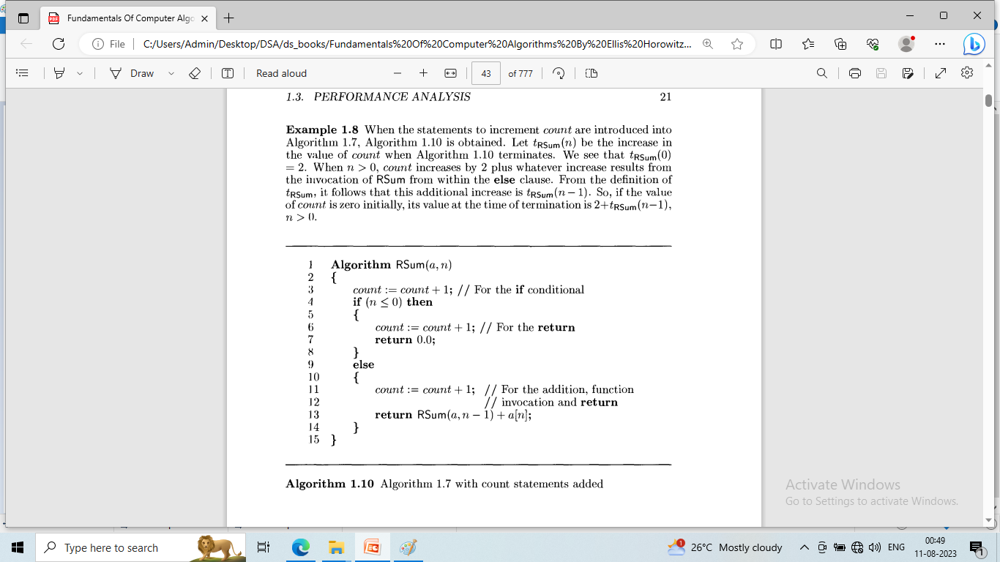 Fundamentals Of Computer Algo
File C:/Users/Admin/Desktop/DSA/ds_books/Fundamentals%20Of%20Computer%20Algorithms%20By%20Ellis%20Horowitz...
Draw Read aloud 43 of 777
1.3. PERFORMANCE ANALYSIS 21
Example 1.8 When the statements to increment count are introduced into
Algorithm 1.7, Algorithm 1.10 is obtained. Let tRSum(n) be the increase in
the value of count when Algorithm 1.10 terminates. We see that tRSum(0)
= 2. When n > 0, count increases by 2 plus whatever increase results from
the invocation of RSum from within the else clause. From the definition of
tRSum, it follows that this additional increase is tRSum(n − 1). So, if the value
of count is zero initially, its value at the time of termination is 2+tRSum(n−1),
n > 0.
1 Algorithm RSum(a, n)
2 {
3 count := count + 1; // For the if conditional
4 if (n ≤ 0) then
5 {
6 count := count + 1; // For the return
7 return 0.0;
8 }
9 else
10 {
11 count := count + 1; // For the addition, function
12 // invocation and return
13 return RSum(a, n − 1) + a[n];
14 }
15 }
Algorithm 1.10 Algorithm 1.7 with count statements added
Activate Windows
Go to Settings to activate Windows.
Type here to search 1 26°C Mostly cloudy ENG 00:49
11-08-2023 1